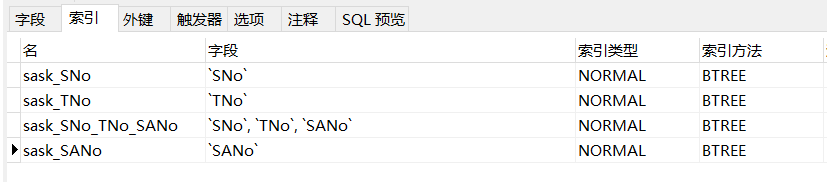 字段 索引 外键 触发器 选项 注释 SQL 预览
名 字段 索引类型 索引方法
sask_SNo `SNo` NORMAL BTREE
sask_TNo `TNo` NORMAL BTREE
sask_SNo_TNo_SANo `SNo`, `TNo`, `SANo` NORMAL BTREE
sask_SANo `SANo` NORMAL BTREE